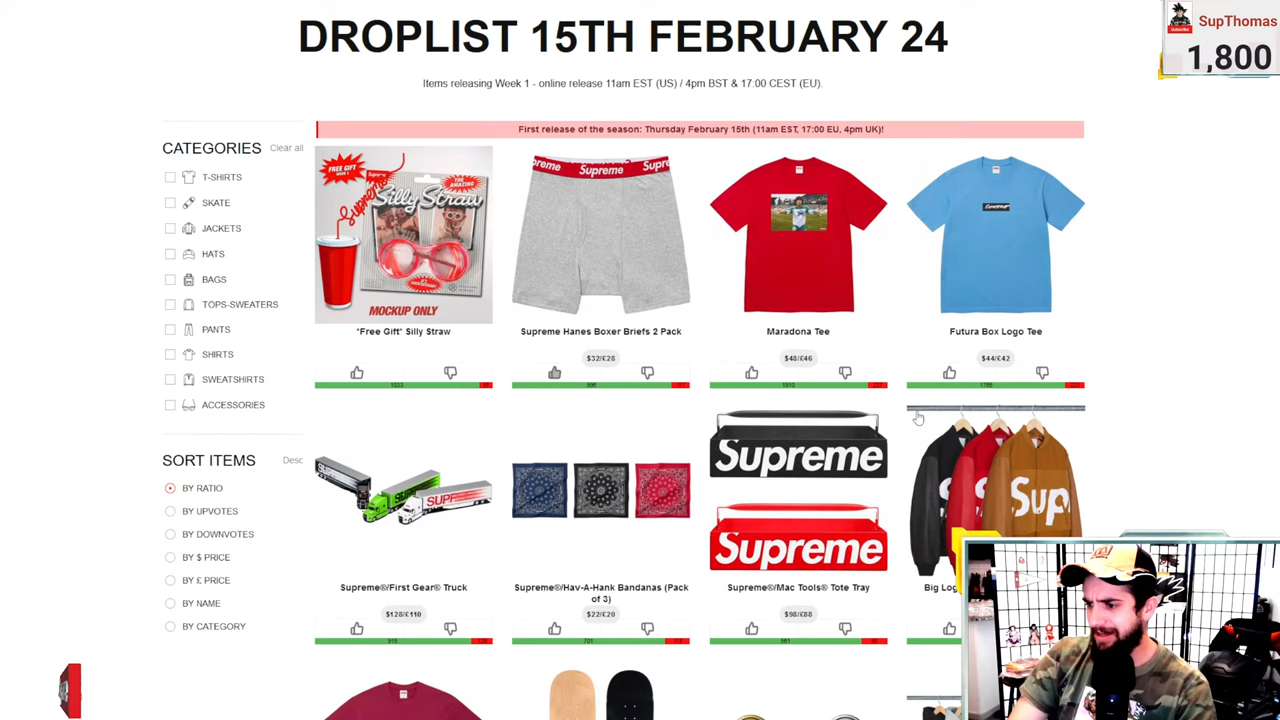 DROPLIST 15TH FEBRUARY 24
SupThomas
Subscribe
1,800
Items releasing Week 1 - online release 11am EST (US) / 4pm BST & 17:00 CEST (EU).
First release of the season: Thursday February 15th (11am EST, 17:00 EU, 4pm UK)!
CATEGORIES Clear all
T-SHIRTS
SKATE
JACKETS
HATS
BAGS
TOPS-SWEATERS
PANTS
SHIRTS
SWEATSHIRTS
ACCESSORIES
SORT ITEMS Desc
BY RATIO
BY UPVOTES
BY DOWNVOTES
BY $ PRICE
BY £ PRICE
BY NAME
BY CATEGORY
FREE GIFT
Supreme
THE AMAZING
Silly Straw
MOCKUP ONLY
*Free Gift* Silly Straw
preme Supreme Supre
Supreme Hanes Boxer Briefs 2 Pack
$32/£28
Maradona Tee
$48/£46
Futura Box Logo Tee
$44/£42
Supreme®/First Gear® Truck
$128/£110
Supreme®/Hav-A-Hank Bandanas (Pack
of 3)
$22/£20
Supreme
Supreme
Supreme®/Mac Tools® Tote Tray
$98/£88
Sup
Big Log